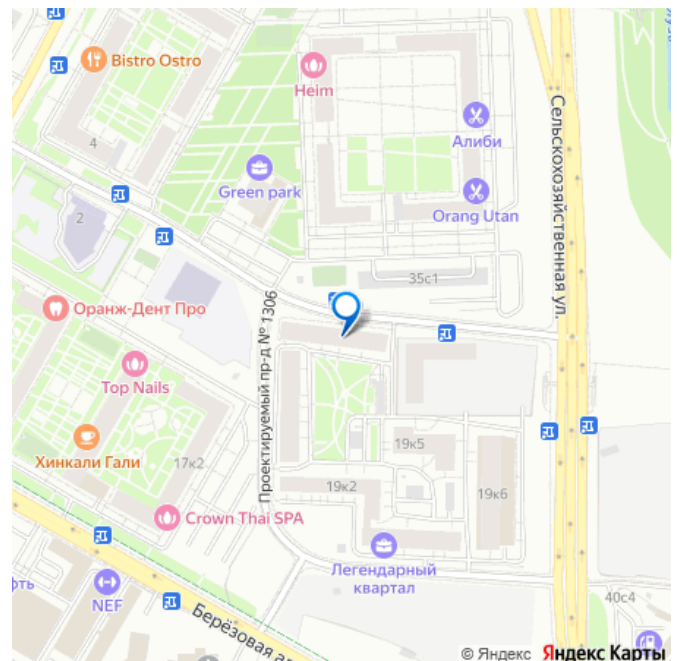 Bistro Ostro
Heim
4
Алиби
Green park
Orang Utan
Сельскохозяйственная ул.
2
35с1
Оранж-Дент Про
Проектируемый пр-д № 1306
Top Nails
Хинкали Гали
17к2
19к5
19к2
19к6
Crown Thai SPA
Легендарный
квартал
NEF
40с4
Берёзовая
© Яндекс Яндекс Карты